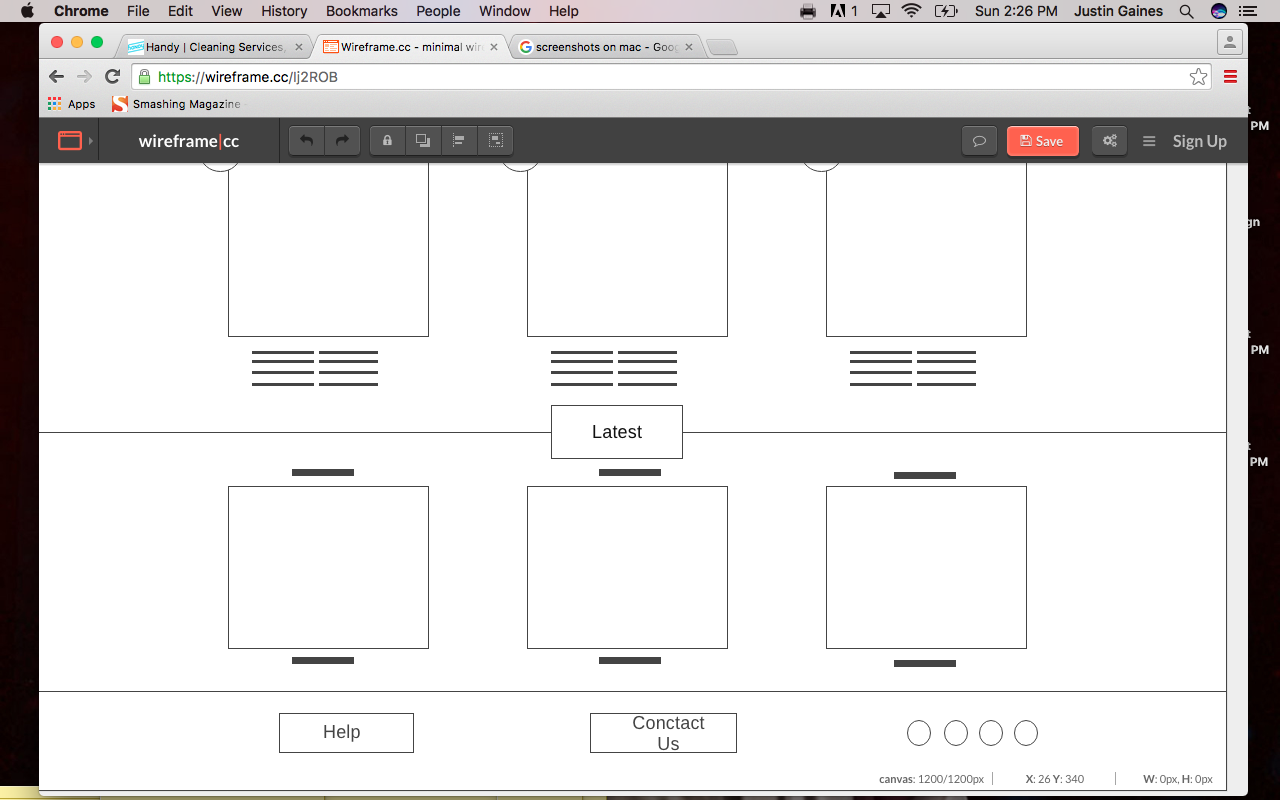 Chrome File Edit View History Bookmarks People Window Help 1 Sun 2:26 PM Justin Gaines
Handy | Cleaning Services, Wireframe.cc - minimal wir screenshots on mac - Goo
https://wireframe.cc/lj2ROB
Apps Smashing Magazine
wireframe|cc Save Sign Up
PM
gn
PM
Latest
PM
Help
Conctact
Us
canvas: 1200/1200px X: 26 Y: 340 W: 0px, H: 0px